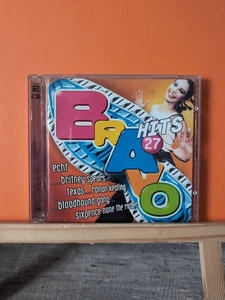 2 CD
BRAVO
HITS
27
echt
...britney spears...
texas... ronan keating
bloodhound gang...
sixpence none the richer